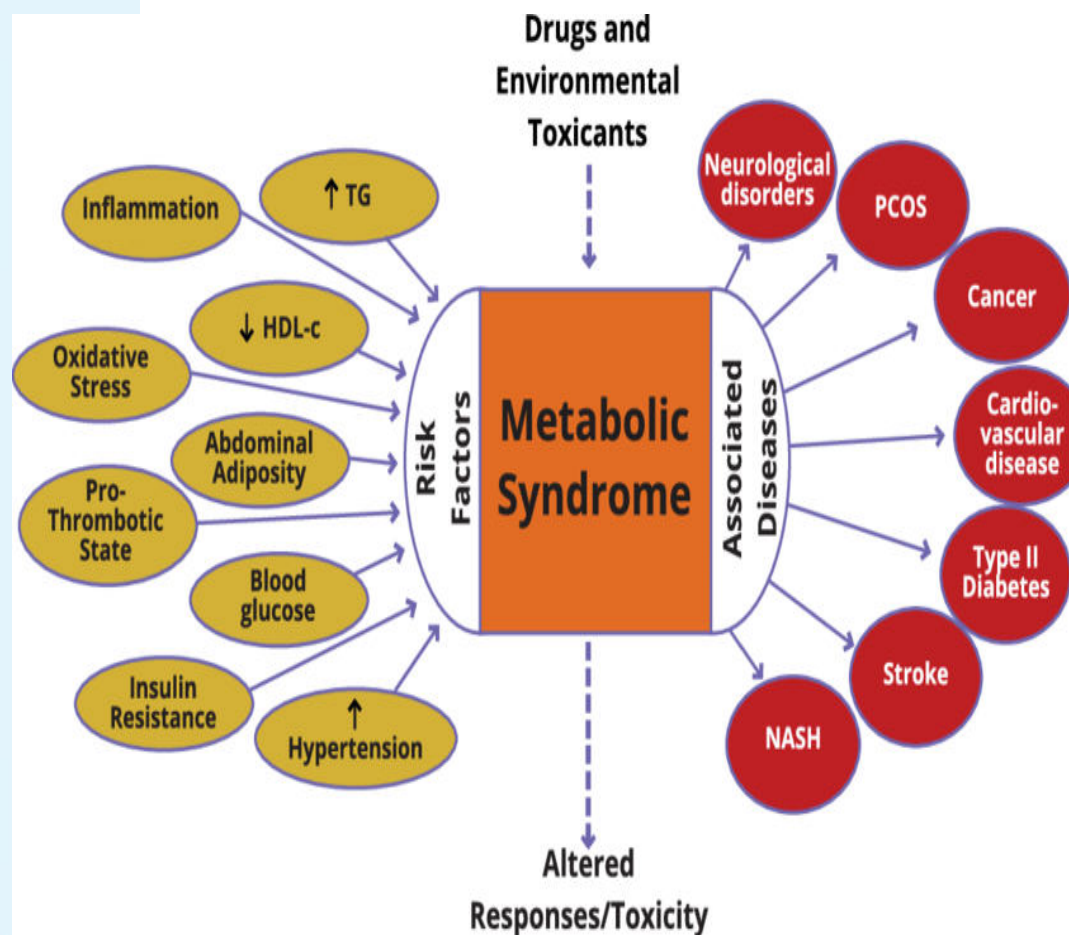 Drugs and
Environmental
Toxicants
Inflammation
↑ TG
↓ HDL-c
Oxidative
Stress
Abdominal
Adiposity
Pro-
Thrombotic
State
Blood
glucose
Insulin
Resistance
↑
Hypertension
Risk
Factors
Metabolic
Syndrome
Associated
Diseases
Neurological
disorders
PCOS
Cancer
Cardio-
vascular
disease
Type II
Diabetes
Stroke
NASH
Altered
Responses/Toxicity